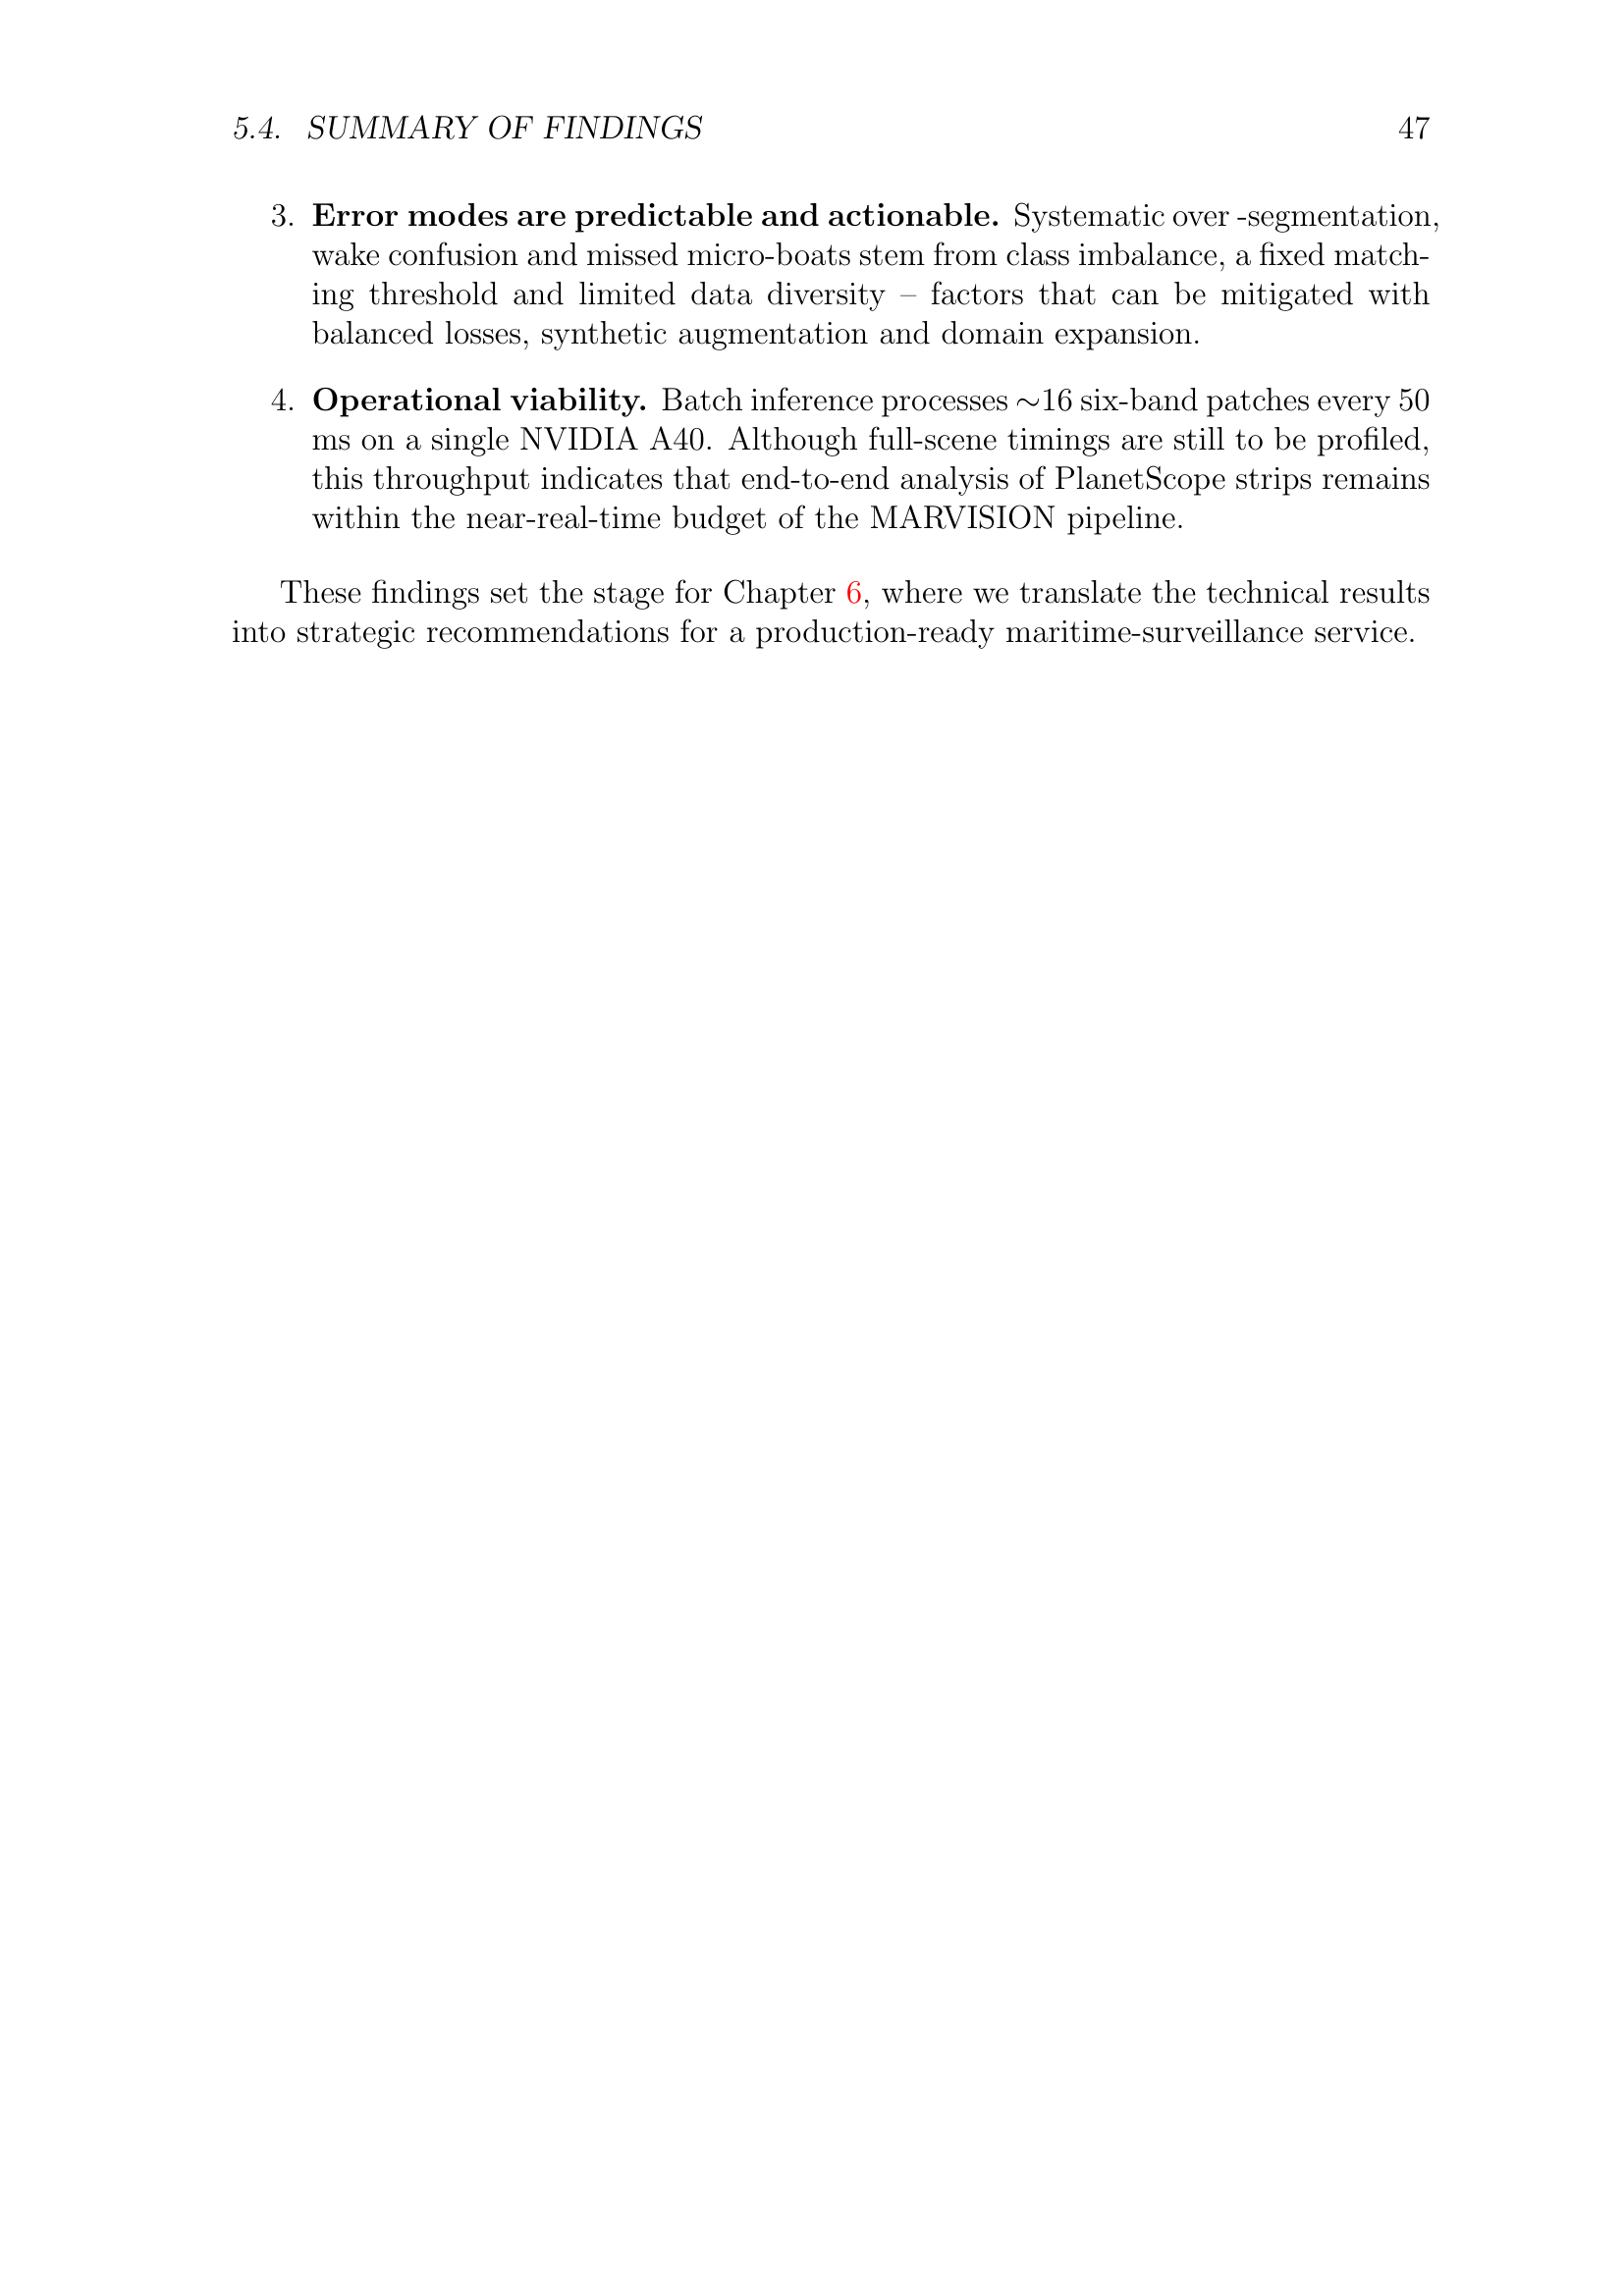 5.4. SUMMARY OF FINDINGS 47
3. Error modes are predictable and actionable. Systematic over -segmentation,
wake confusion and missed micro-boats stem from class imbalance, a fixed match-
ing threshold and limited data diversity – factors that can be mitigated with
balanced losses, synthetic augmentation and domain expansion.
4. Operational viability. Batch inference processes ∼16 six-band patches every 50
ms on a single NVIDIA A40. Although full-scene timings are still to be profiled,
this throughput indicates that end-to-end analysis of PlanetScope strips remains
within the near-real-time budget of the MARVISION pipeline.
These findings set the stage for Chapter 6, where we translate the technical results
into strategic recommendations for a production-ready maritime-surveillance service.